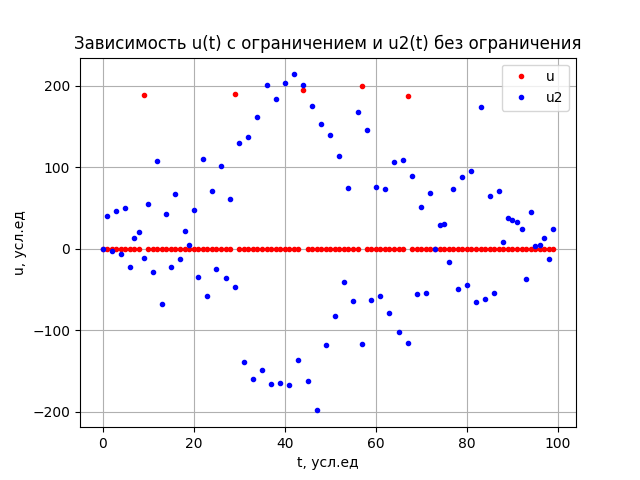 Зависимость u(t) с ограничением и u2(t) без ограничения
u
u2
200
100
0
−100
−200
u, усл.ед
0 20 40 60 80 100
t, усл.ед